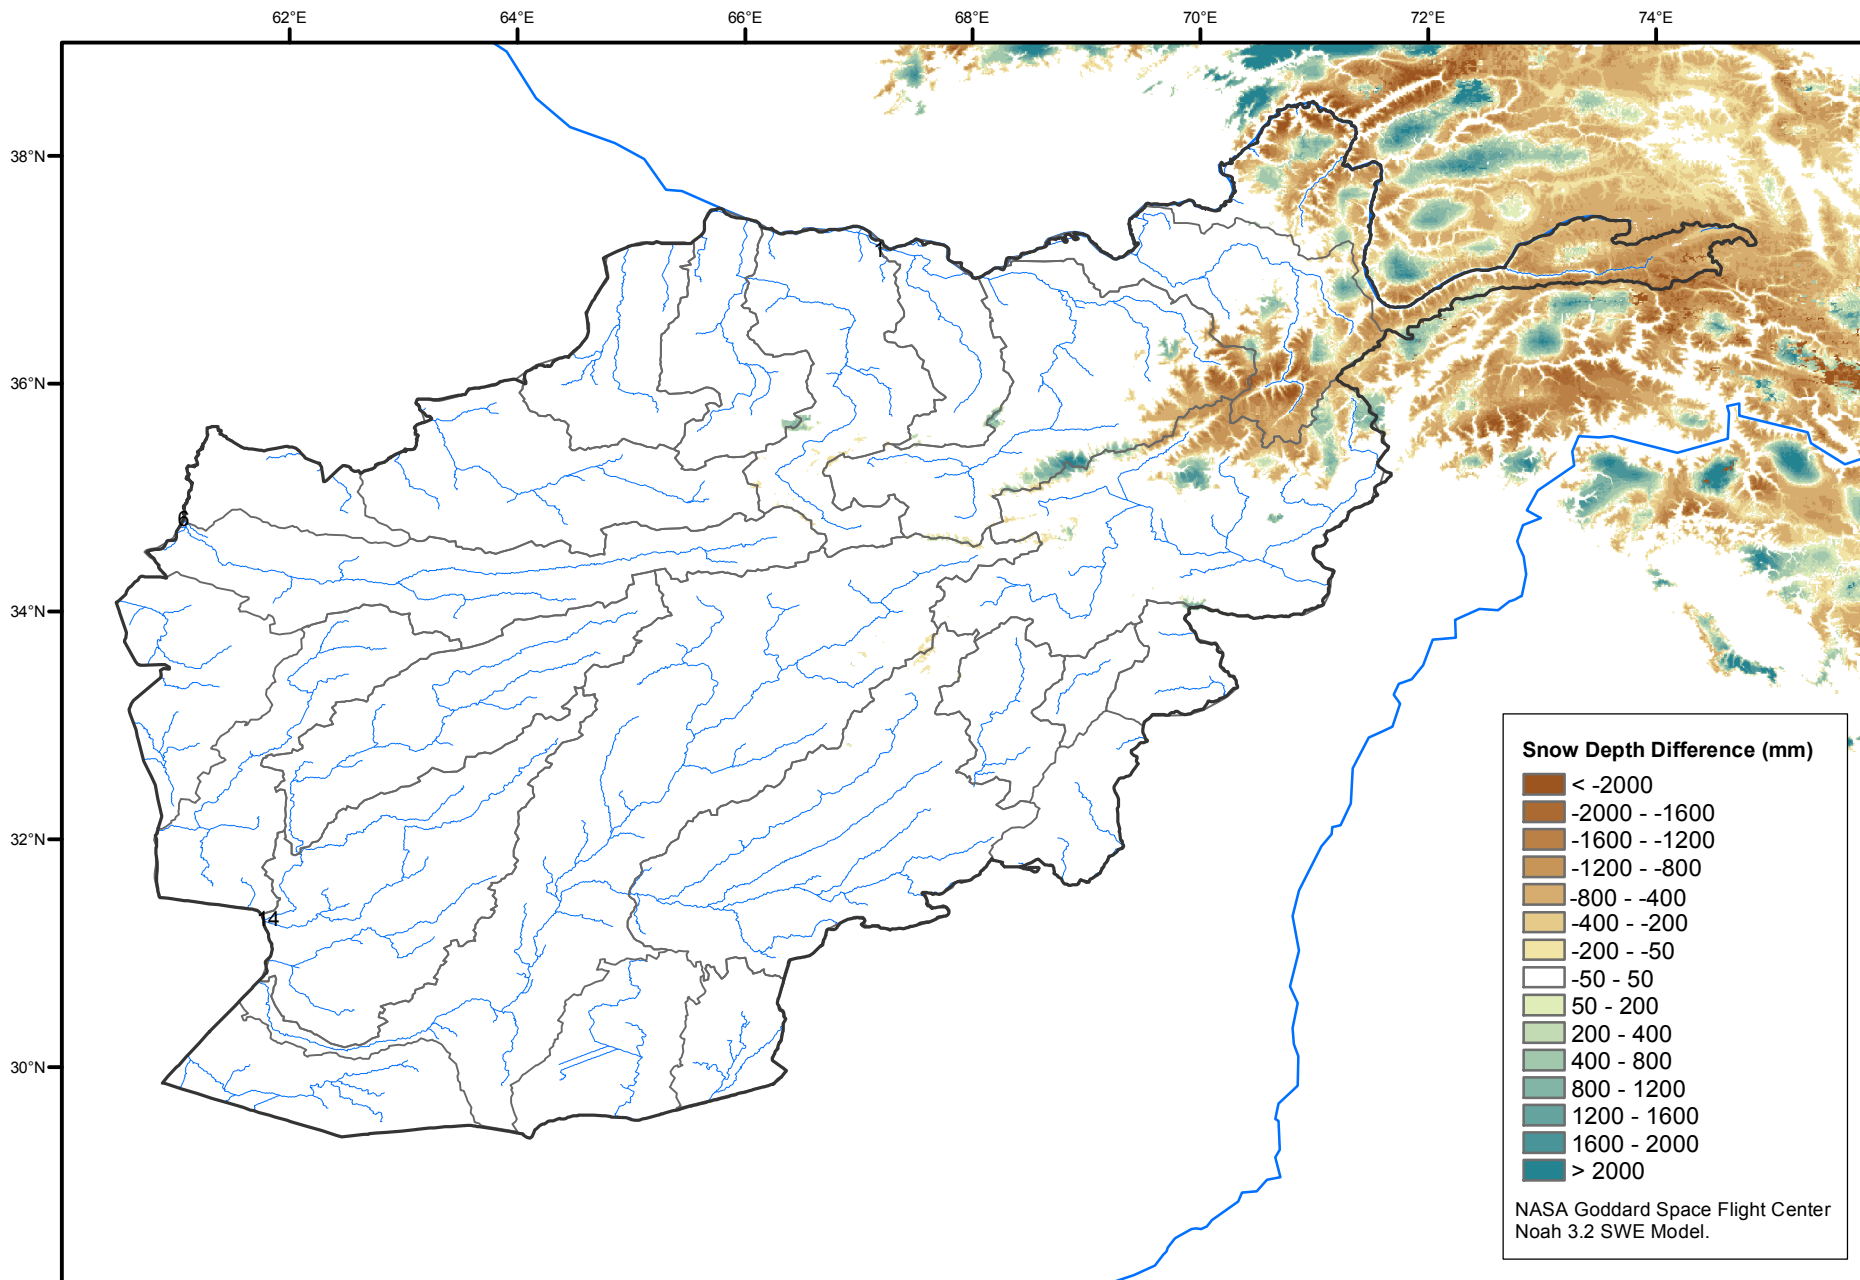 62°E 64°E 66°E 68°E 70°E 72°E 74°E
38°N
1
36°N
6
34°N
32°N
14
30°N
Snow Depth Difference (mm)
< -2000
-2000 - -1600
-1600 - -1200
-1200 - -800
-800 - -400
-400 - -200
-200 - -50
-50 - 50
50 - 200
200 - 400
400 - 800
800 - 1200
1200 - 1600
1600 - 2000
> 2000
NASA Goddard Space Flight Center
Noah 3.2 SWE Model.